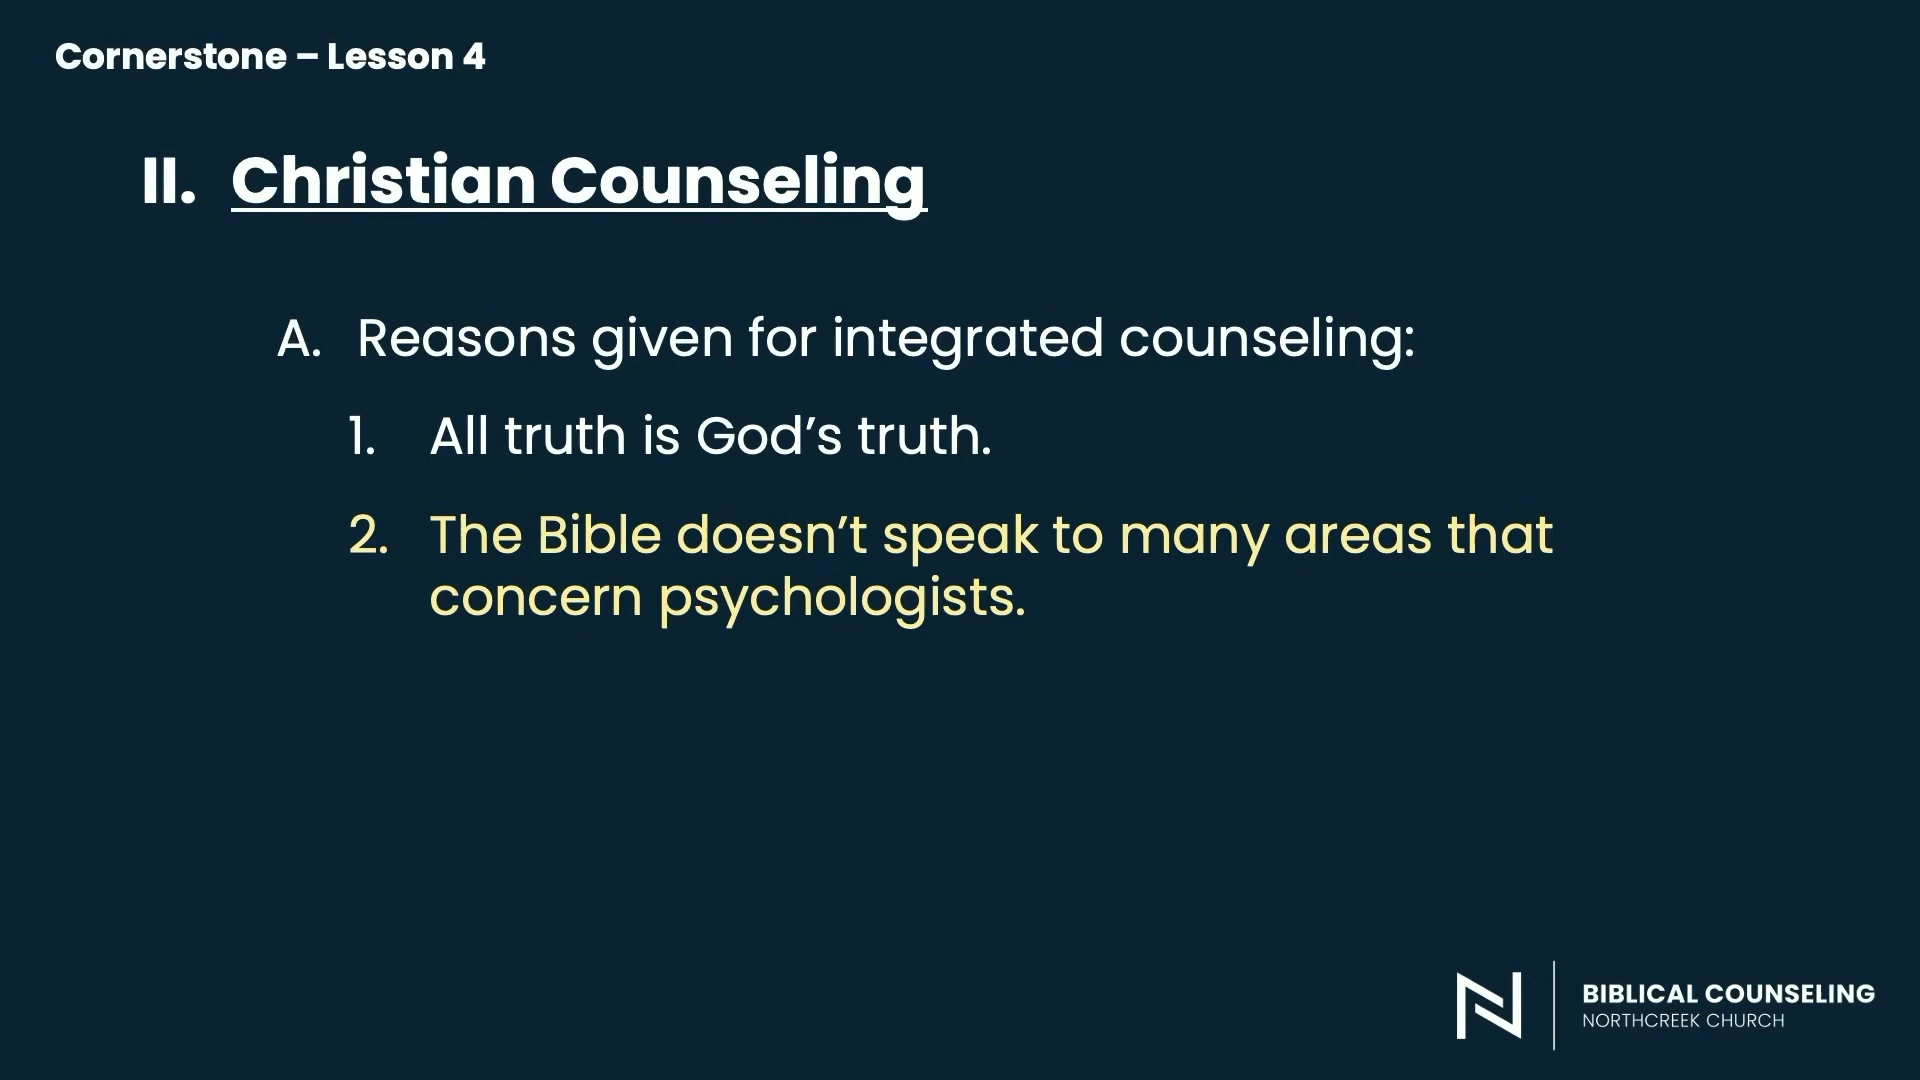 Cornerstone – Lesson 4
II. Christian Counseling
A. Reasons given for integrated counseling:
1. All truth is God’s truth.
2. The Bible doesn’t speak to many areas that
concern psychologists.
BIBLICAL COUNSELING
NORTHCREEK CHURCH